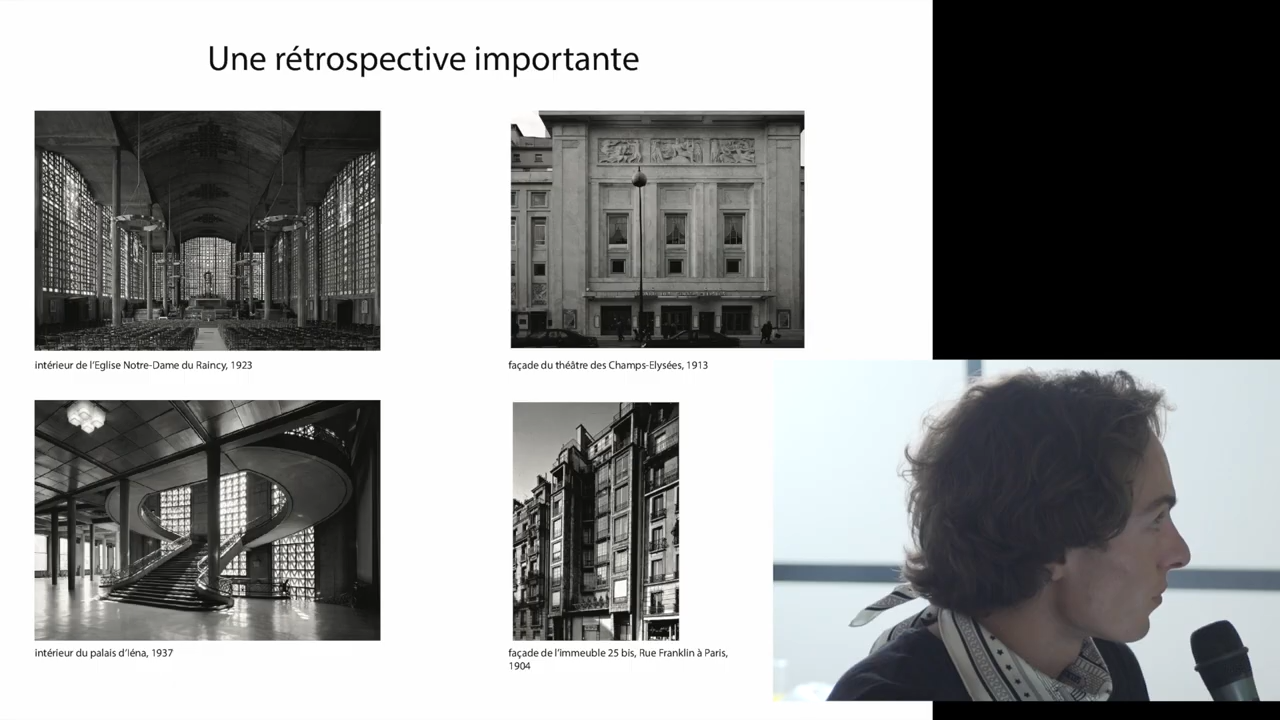 Une rétrospective importante
intérieur de l'Eglise Notre-Dame du Raincy, 1923
façade du théâtre des Champs-Elysées, 1913
intérieur du palais d'Iéna, 1937
façade de l'immeuble 25 bis, Rue Franklin à Paris,
1904